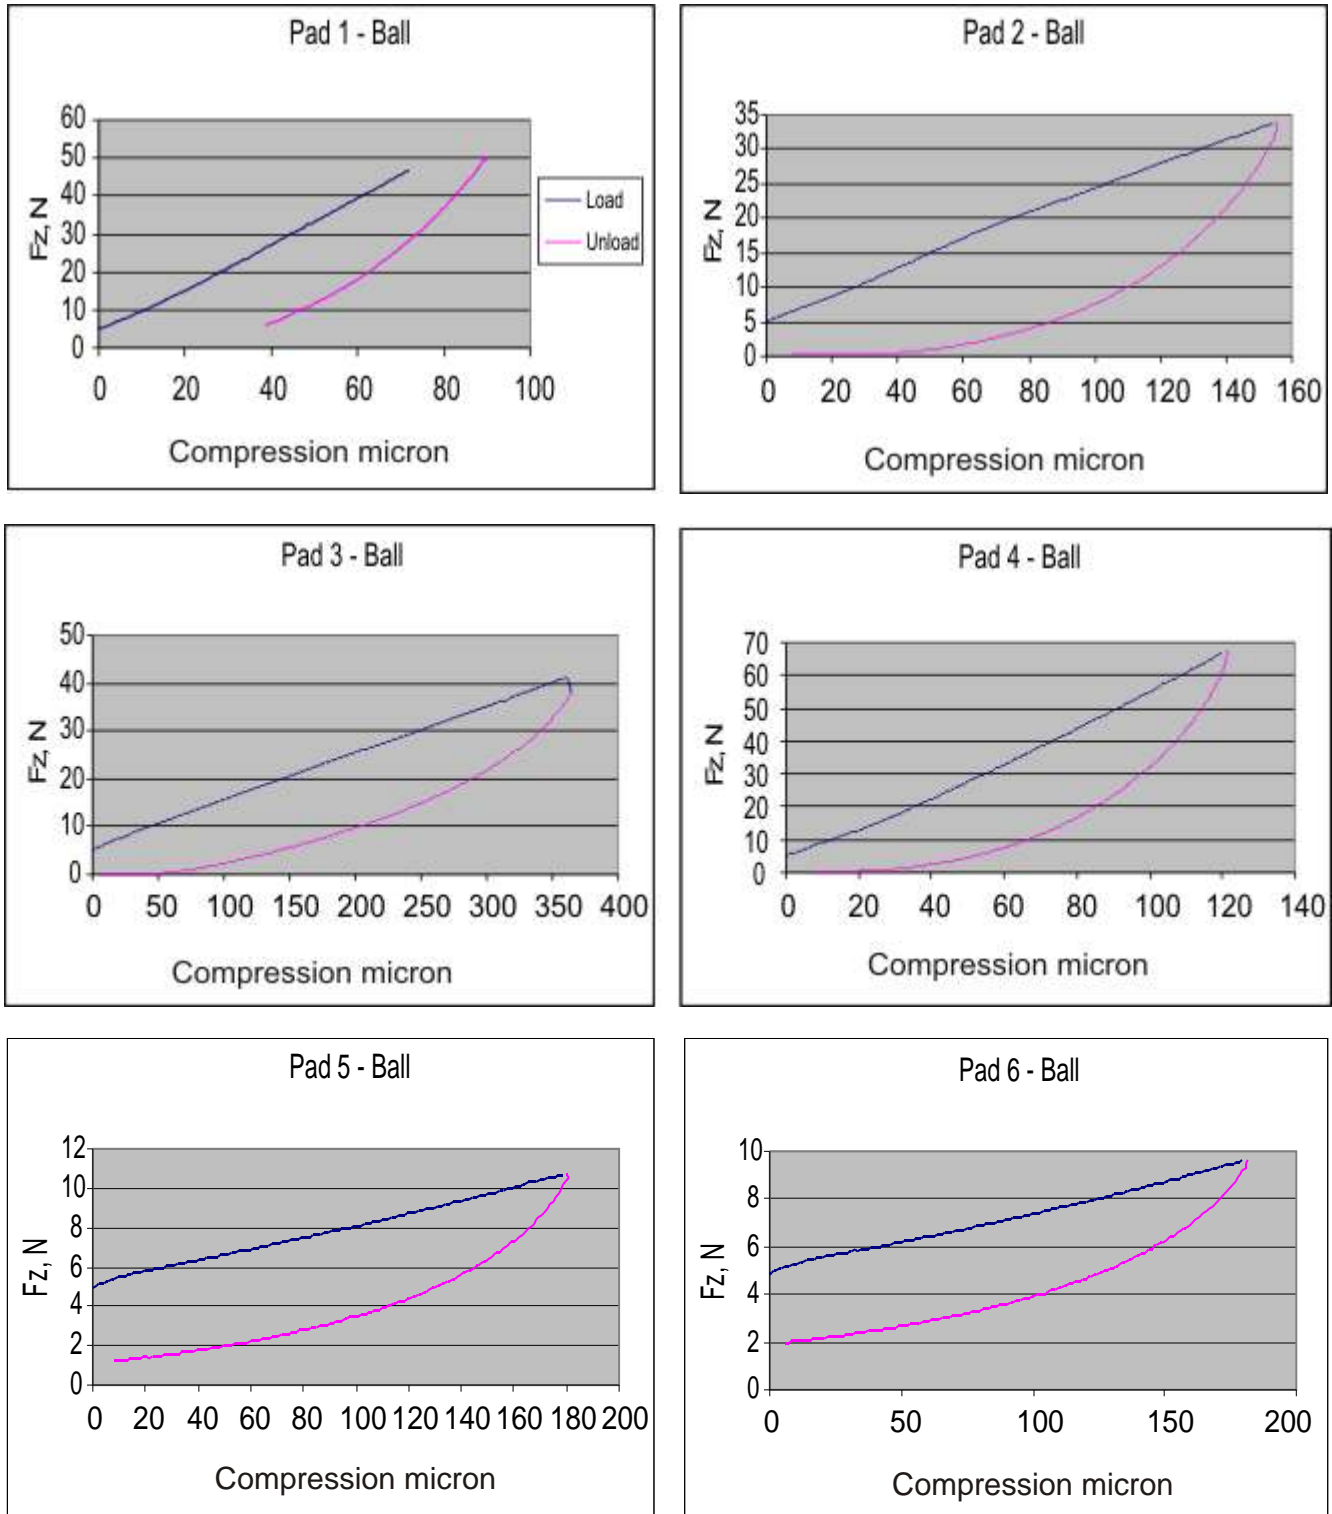 Pad 1 - Ball
Fz, N
60
50
40
30
20
10
0
0 20 40 60 80 100
Compression micron
Load
Unload
Pad 2 - Ball
Fz, N
35
30
25
20
15
10
5
0
0 20 40 60 80 100 120 140 160
Compression micron
Pad 3 - Ball
Fz, N
50
40
30
20
10
0
0 50 100 150 200 250 300 350 400
Compression micron
Pad 4 - Ball
Fz, N
70
60
50
40
30
20
10
0
0 20 40 60 80 100 120 140
Compression micron
Pad 5 - Ball
Fz, N
12
10
8
6
4
2
0
0 20 40 60 80 100 120 140 160 180 200
Compression micron
Pad 6 - Ball
Fz, N
10
8
6
4
2
0
0 50 100 150 200
Compression micron